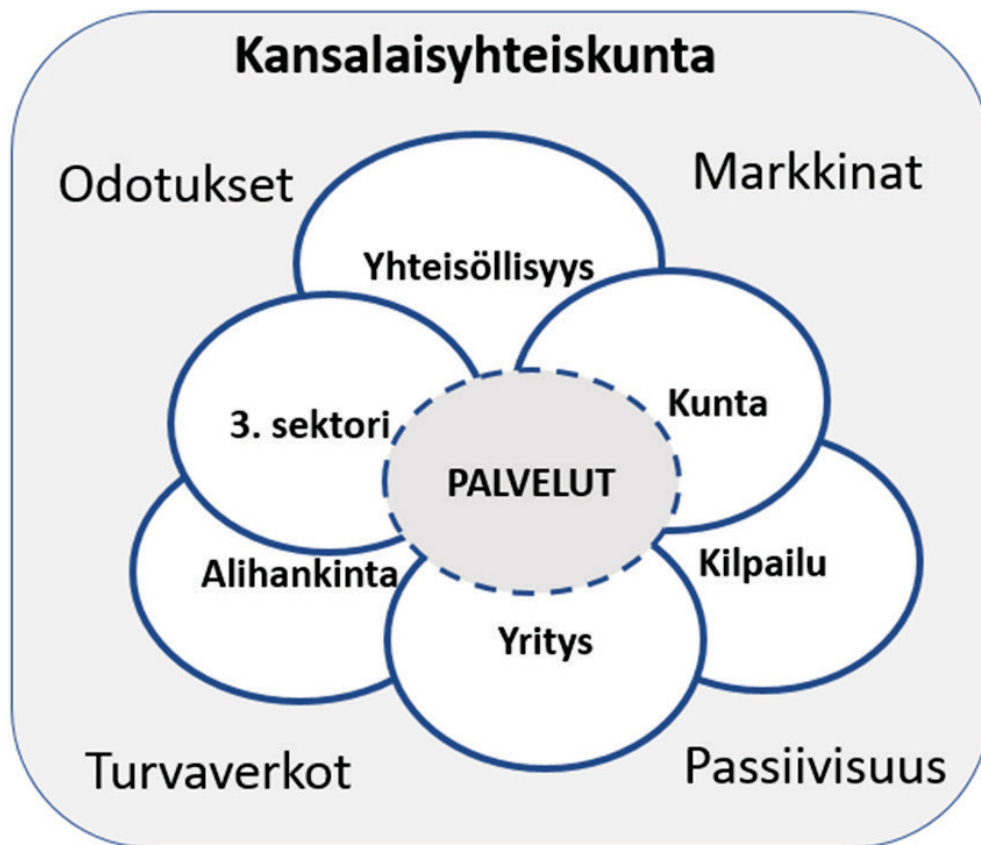 Kansalaisyhteiskunta
Odotukset
Markkinat
Yhteisöllisyys
3. sektori
Kunta
PALVELUT
Alihankinta
Kilpailu
Yritys
Turvaverkot
Passiivisuus